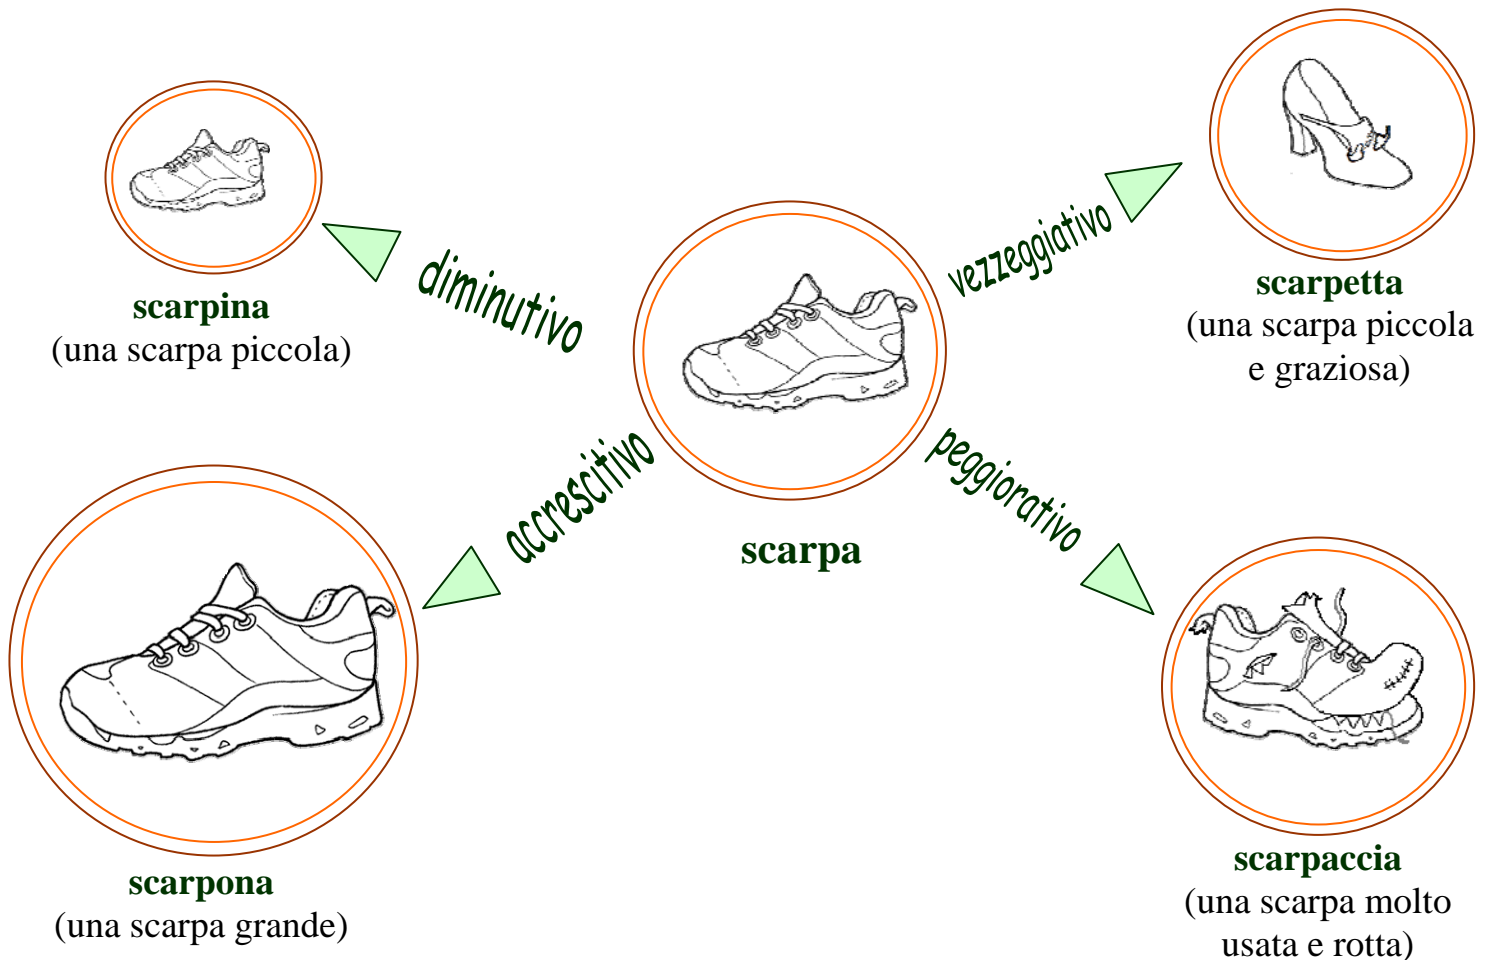 diminutivo
scarpina
(una scarpa piccola)
vezzeggiativo
scarpetta
(una scarpa piccola
e graziosa)
scarpa
accrescitivo
scarpona
(una scarpa grande)
peggiorativo
scarpaccia
(una scarpa molto
usata e rotta)